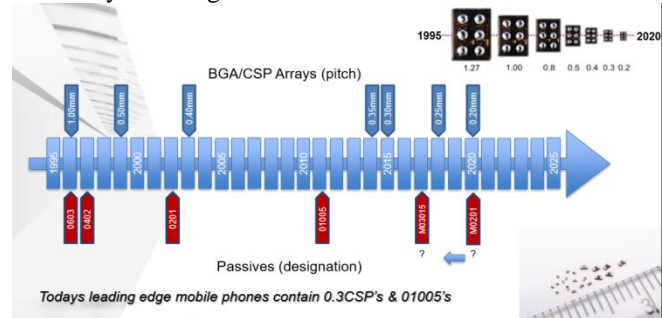 1995
2020
1.27 1.00 0.8 0.5 0.4 0.3 0.2
BGA/CSP Arrays (pitch)
1.00mm 0.50mm 0.40mm 0.35mm 0.30mm 0.25mm 0.20mm
1995 2000 2005 2010 2015 2020 2025
0603 0402 0201 01005 M03015 M0201
? ?
Passives (designation)
Todays leading edge mobile phones contain 0.3CSP's & 01005's